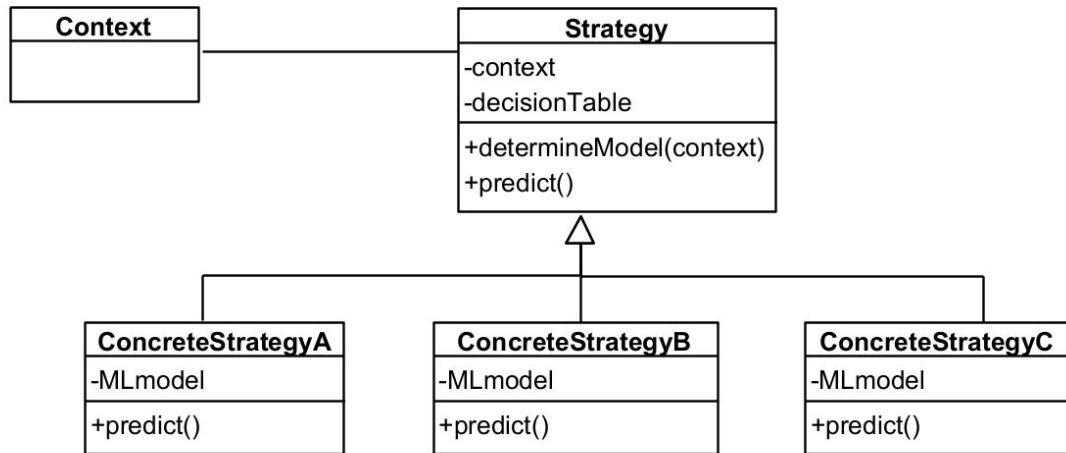 Context
Strategy
-context
-decisionTable
+determineModel(context)
+predict()
ConcreteStrategyA
-MLmodel
+predict()
ConcreteStrategyB
-MLmodel
+predict()
ConcreteStrategyC
-MLmodel
+predict()